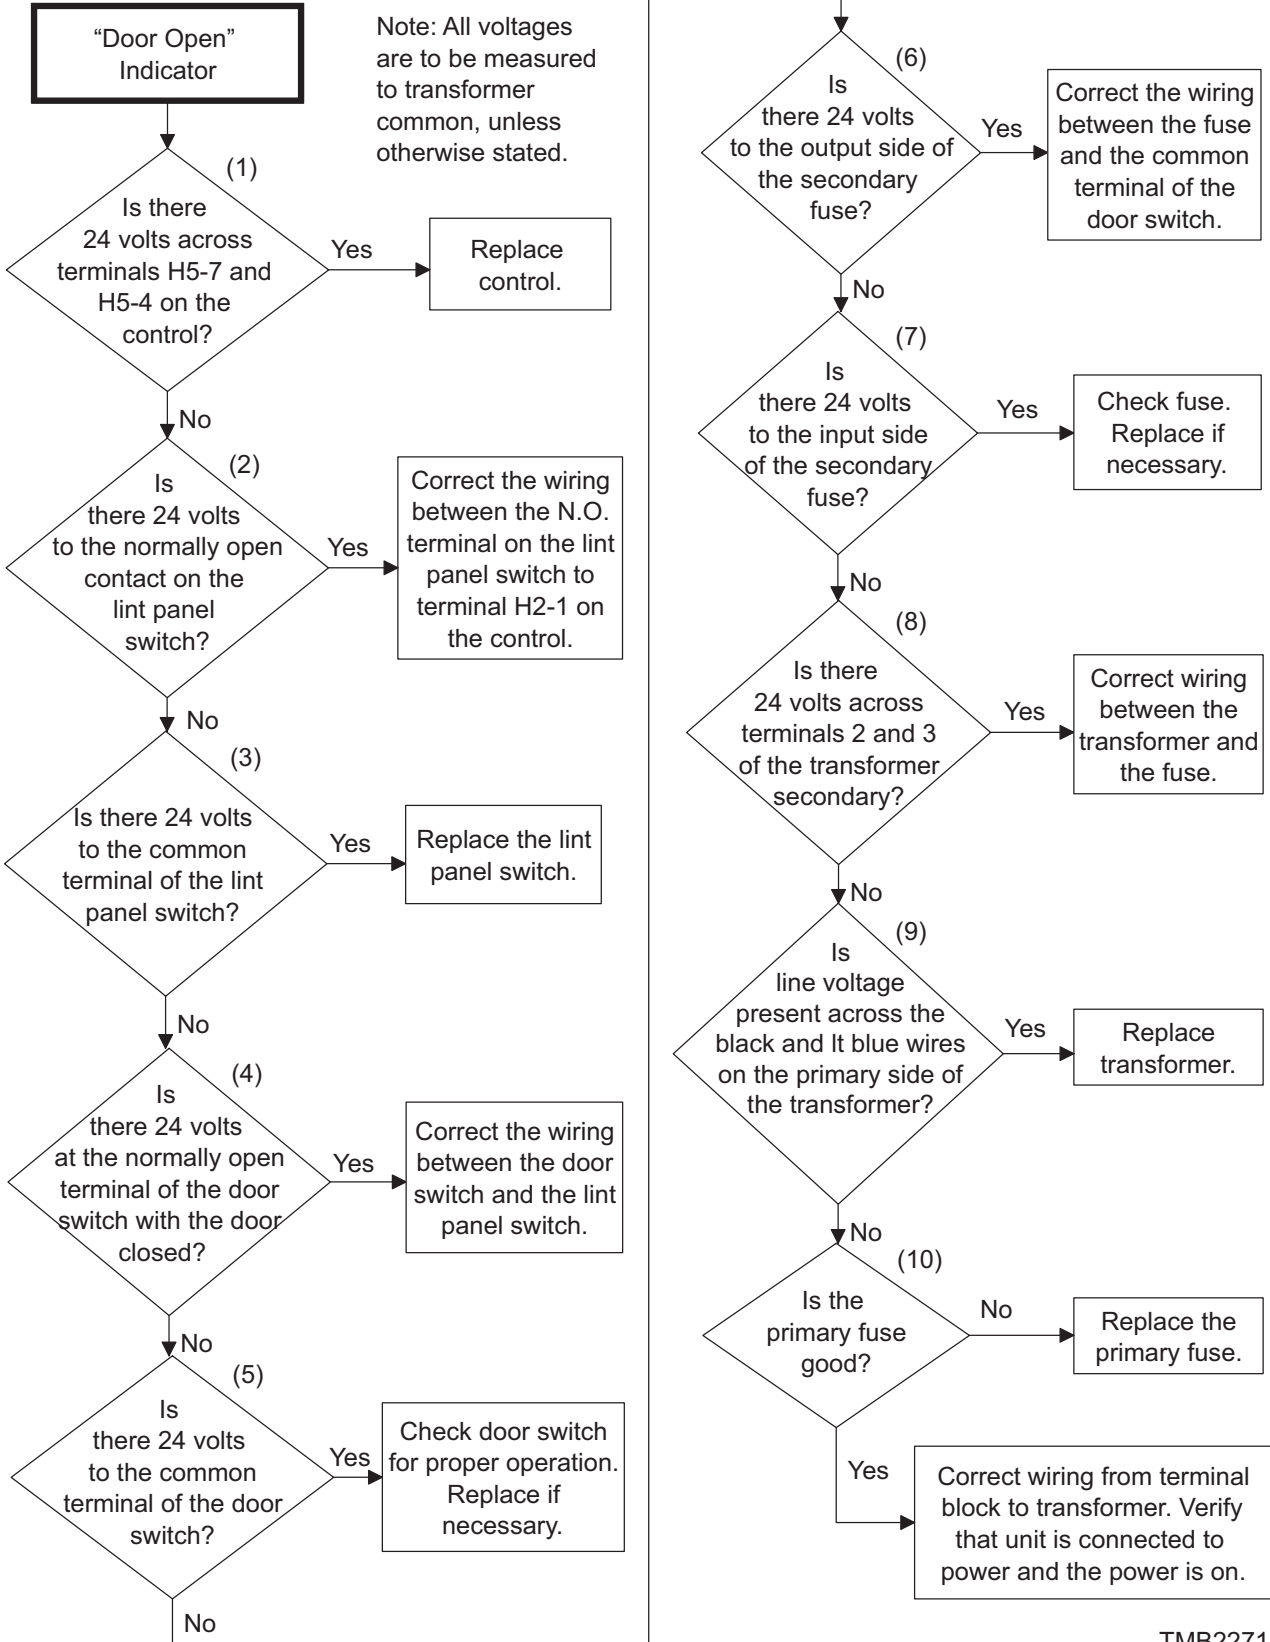 “Door Open”
Indicator
Note: All voltages
are to be measured
to transformer
common, unless
otherwise stated.
(1)
Is there
24 volts across
terminals H5-7 and
H5-4 on the
control?
Yes
Replace
control.
No
(2)
Is
there 24 volts
to the normally open
contact on the
lint panel
switch?
Yes
Correct the wiring
between the N.O.
terminal on the lint
panel switch to
terminal H2-1 on
the control.
No
(3)
Is there 24 volts
to the common
terminal of the lint
panel switch?
Yes
Replace the lint
panel switch.
No
(4)
Is
there 24 volts
at the normally open
terminal of the door
switch with the door
closed?
Yes
Correct the wiring
between the door
switch and the lint
panel switch.
No
(5)
Is
there 24 volts
to the common
terminal of the door
switch?
Yes
Check door switch
for proper operation.
Replace if
necessary.
No
(6)
Is
there 24 volts
to the output side of
the secondary
fuse?
Yes
Correct the wiring
between the fuse
and the common
terminal of the
door switch.
No
(7)
Is
there 24 volts
to the input side
of the secondary
fuse?
Yes
Check fuse.
Replace if
necessary.
No
(8)
Is there
24 volts across
terminals 2 and 3
of the transformer
secondary?
Yes
Correct wiring
between the
transformer and
the fuse.
No
(9)
Is
line voltage
present across the
black and lt blue wires
on the primary side of
the transformer?
Yes
Replace
transformer.
No
(10)
Is the
primary fuse
good?
No
Replace the
primary fuse.
Yes
Correct wiring from terminal
block to transformer. Verify
that unit is connected to
power and the power is on.
TMB2271